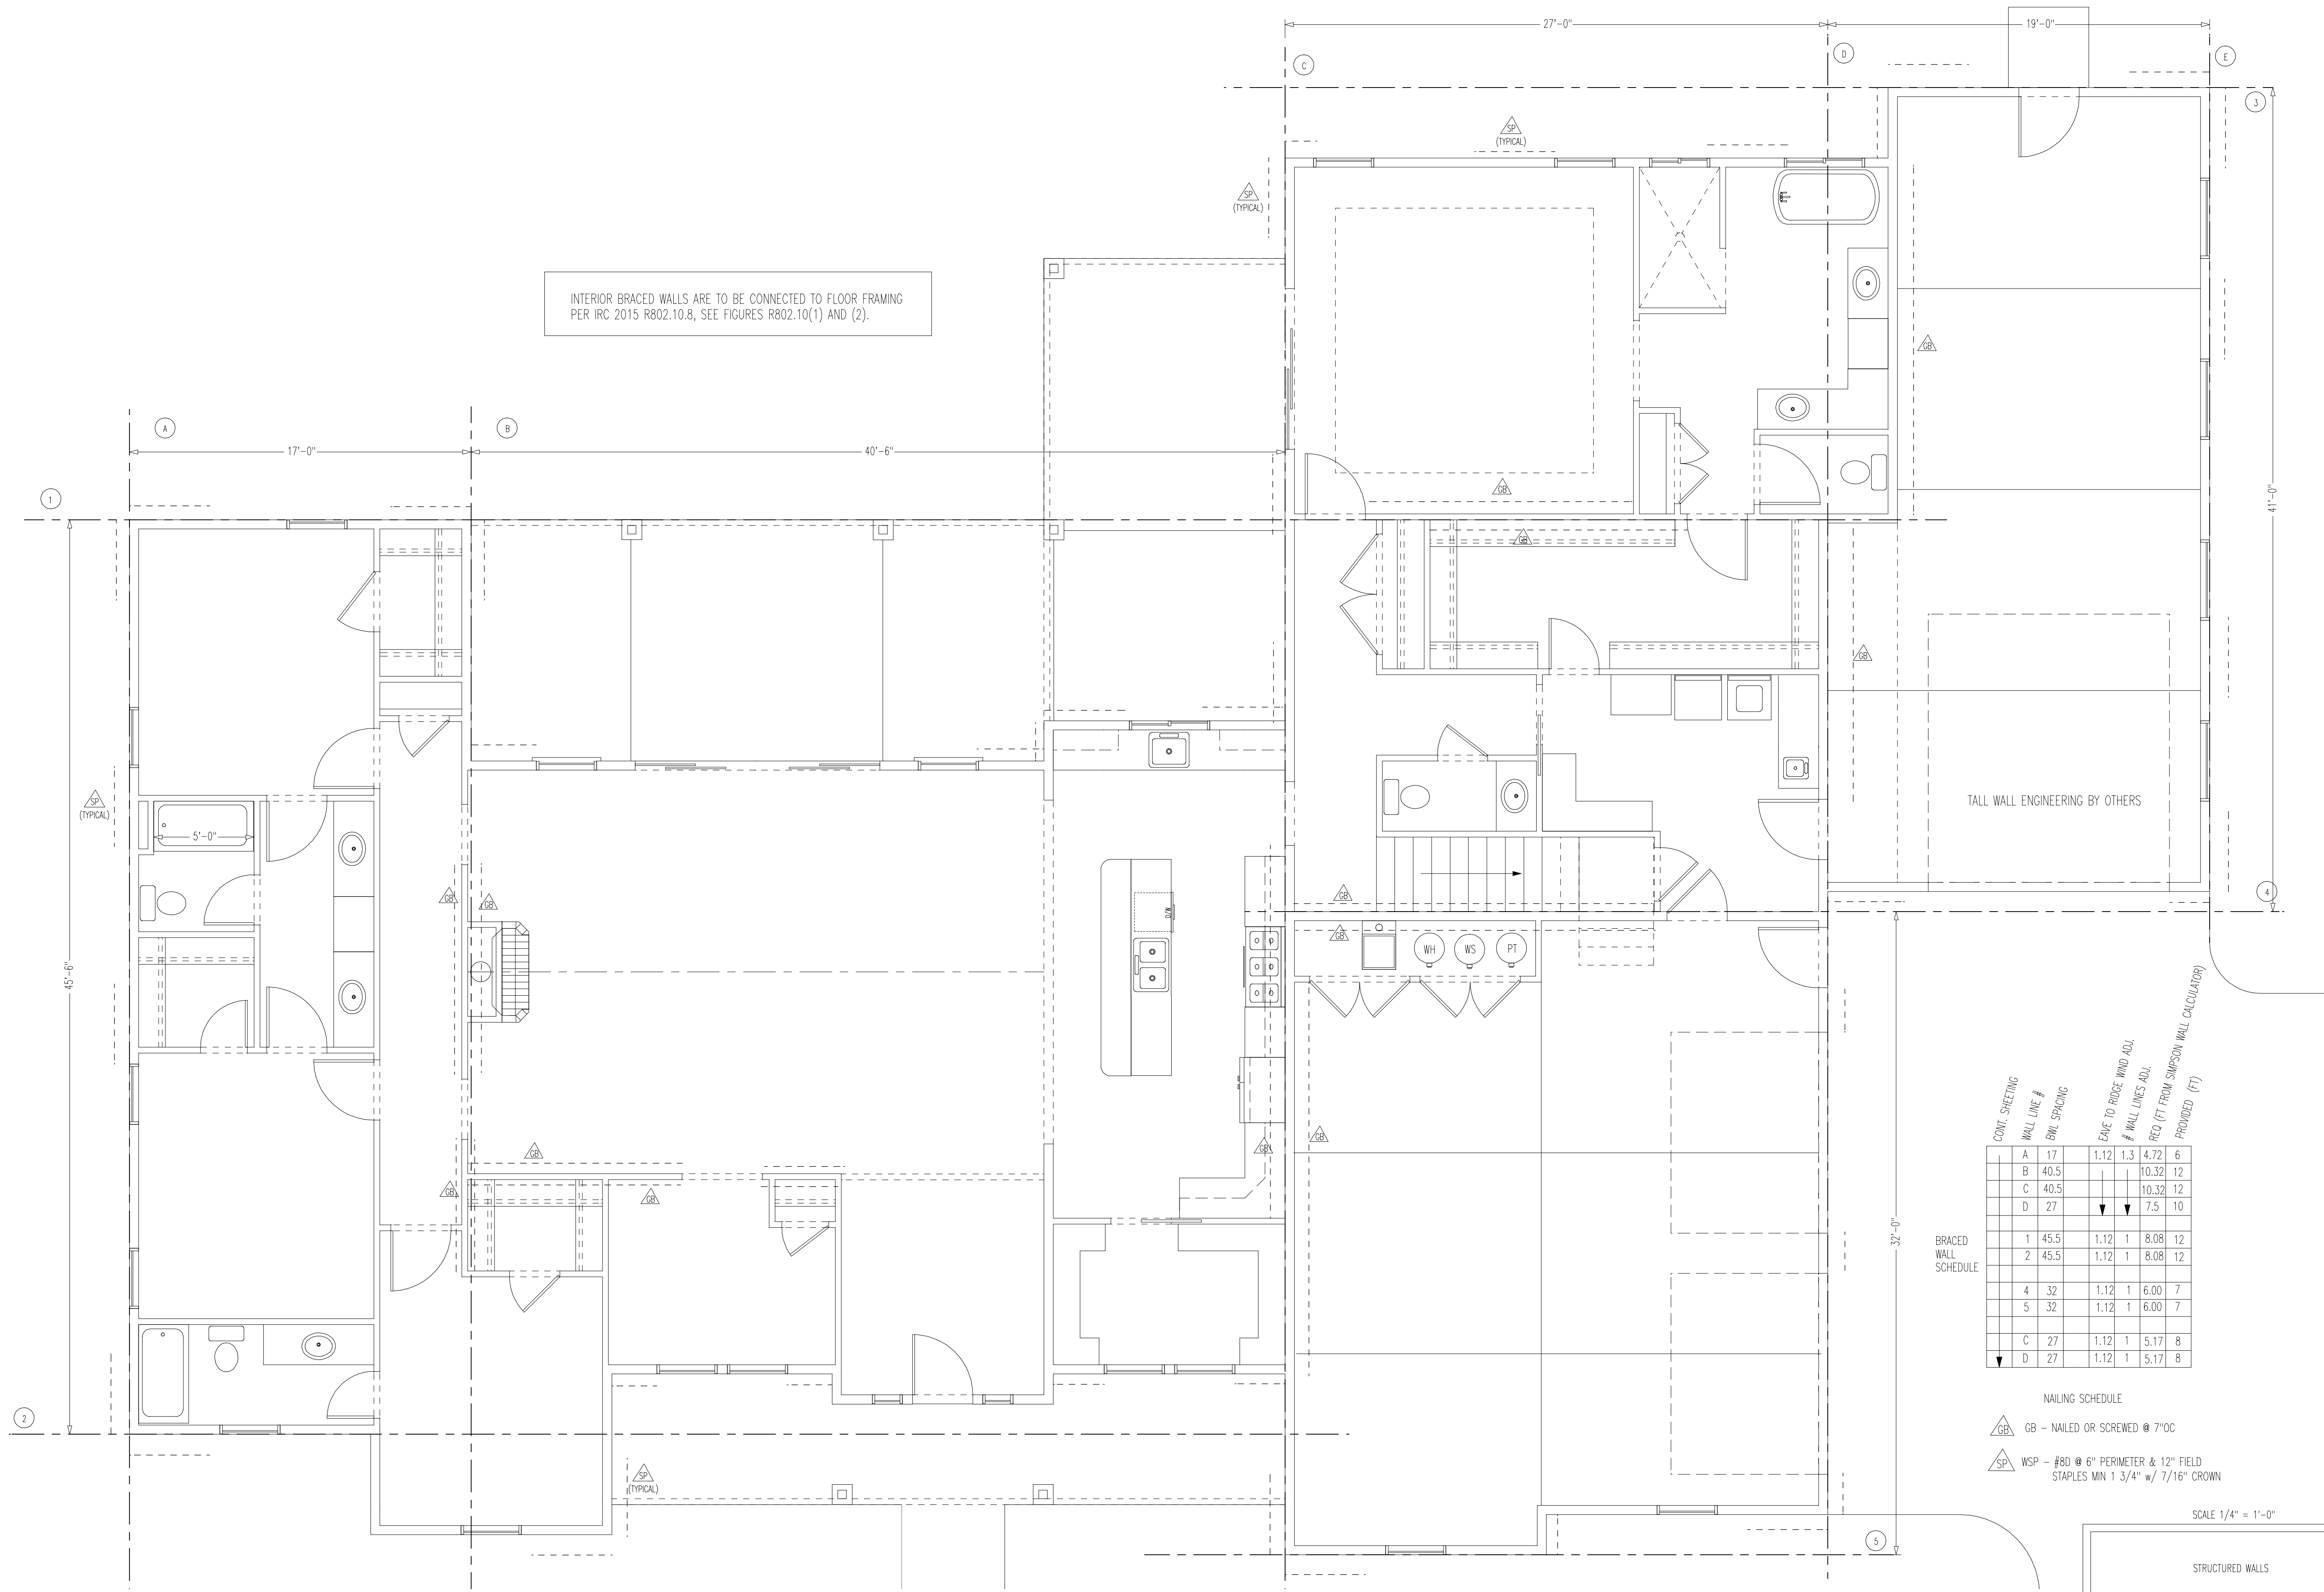 27'-0"
19'-0"
C
D
E
3
SP
(TYPICAL)
SP
(TYPICAL)
INTERIOR BRACED WALLS ARE TO BE CONNECTED TO FLOOR FRAMING
PER IRC 2015 R802.10.8, SEE FIGURES R802.10(1) AND (2).
GB
A
B
17'-0"
40'-6"
1
GB
41'-0"
GB
GB
SP
(TYPICAL)
TALL WALL ENGINEERING BY OTHERS
5'-0"
GB
GB
GB
4
D/W
GB
WH
WS
PT
45'-6"
GB
GB
GB
GB
GB
32'-0"
CONT. SHEETING
WALL LINE #
BWL SPACING
EAVE TO RIDGE WIND ADJ.
# WALL LINES ADJ.
REQ (FT FROM SIMPSON WALL CALCULATOR)
PROVIDED (FT)
A 17 1.12 1.3 4.72 6
B 40.5 10.32 12
C 40.5 10.32 12
D 27 7.5 10
BRACED
WALL
SCHEDULE
1 45.5 1.12 1 8.08 12
2 45.5 1.12 1 8.08 12
4 32 1.12 1 6.00 7
5 32 1.12 1 6.00 7
C 27 1.12 1 5.17 8
D 27 1.12 1 5.17 8
2
NAILING SCHEDULE
GB GB - NAILED OR SCREWED @ 7"OC
SP WSP - #8D @ 6" PERIMETER & 12" FIELD
STAPLES MIN 1 3/4" w/ 7/16" CROWN
SP
(TYPICAL)
5
SCALE 1/4" = 1'-0"
STRUCTURED WALLS